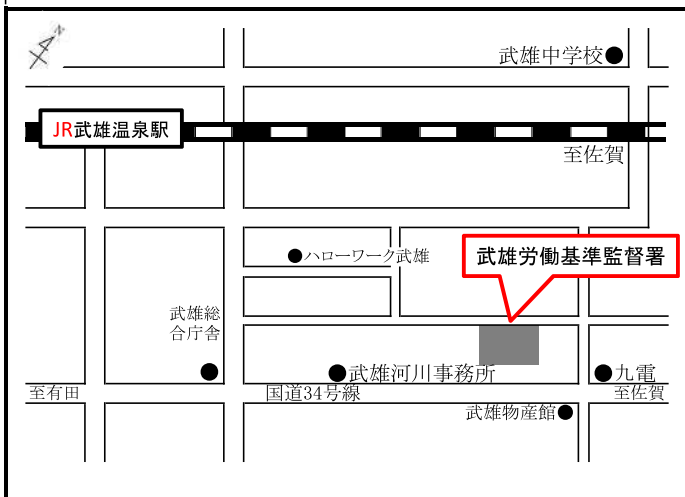 N
武雄中学校
JR武雄温泉駅
至佐賀
ハローワーク武雄
武雄労働基準監督署
武雄総
合庁舎
武雄河川事務所
九電
至有田
国道34号線
至佐賀
武雄物産館